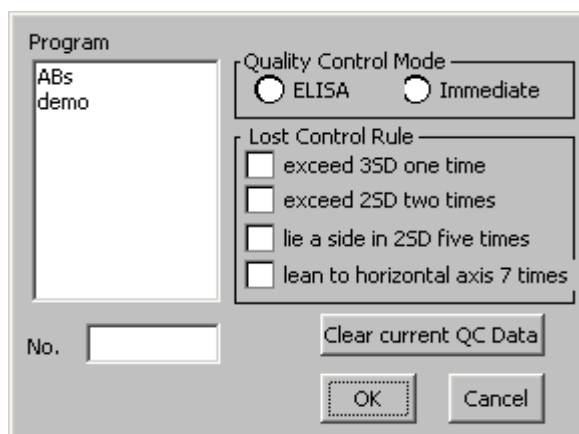 Program
ABs
demo
Quality Control Mode
ELISA Immediate
Lost Control Rule
exceed 3SD one time
exceed 2SD two times
lie a side in 2SD five times
lean to horizontal axis 7 times
No.
Clear current QC Data
OK Cancel